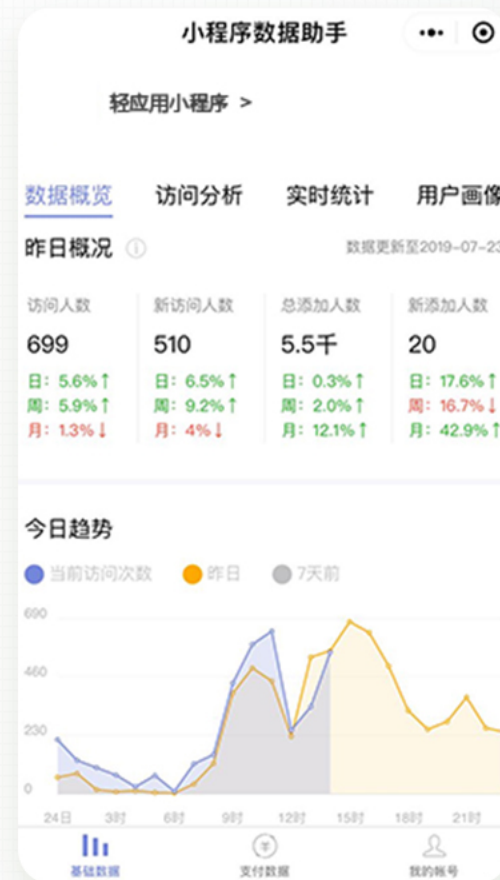 小程序数据助手
轻应用小程序 >
数据概览 访问分析 实时统计 用户画像
昨日概况 数据更新至2019-07-23
访问人数 新访问人数 总添加人数 新添加人数
699 510 5.5千 20
日: 5.6%↑ 日: 6.5%↑ 日: 0.3%↑ 日: 17.6%↑
周: 5.9%↑ 周: 9.2%↑ 周: 2.0%↑ 周: 16.7%↓
月: 1.3%↓ 月: 4%↓ 月: 12.1%↑ 月: 42.9%↑
今日趋势
当前访问次数 昨日 7天前
690
460
230
0
24日 3时 6时 9时 12时 15时 18时 21时
基础数据 支付数据 我的帐号